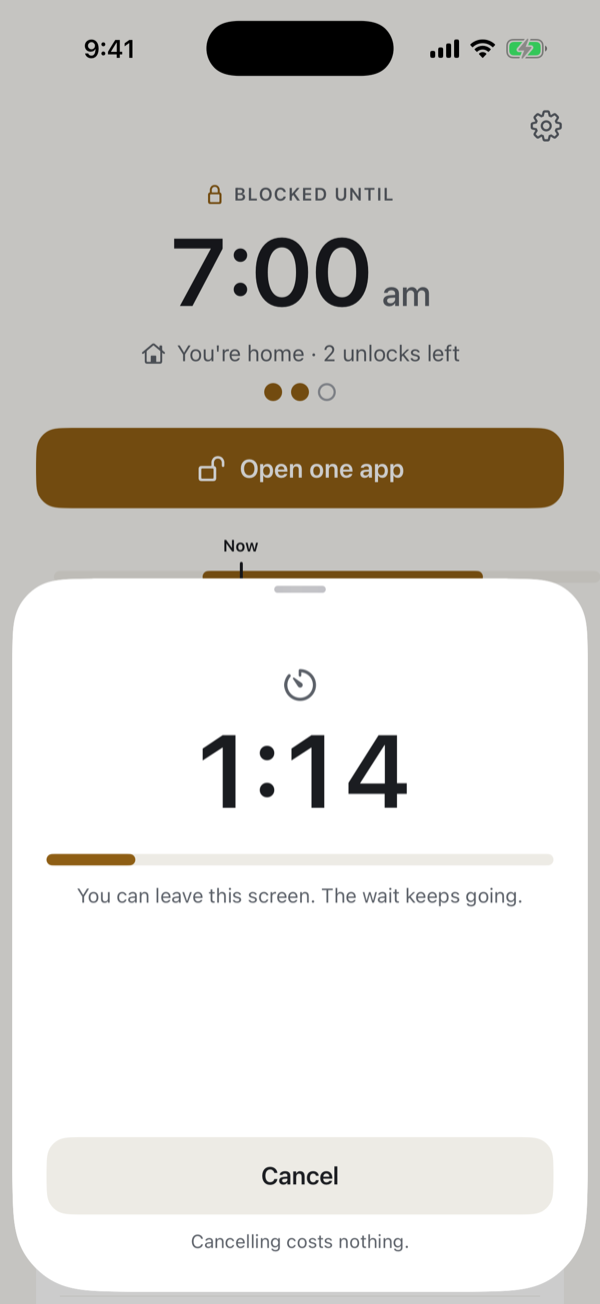 9:41
BLOCKED UNTIL
7:00 am
You're home · 2 unlocks left
Open one app
Now
1:14
You can leave this screen. The wait keeps going.
Cancel
Cancelling costs nothing.